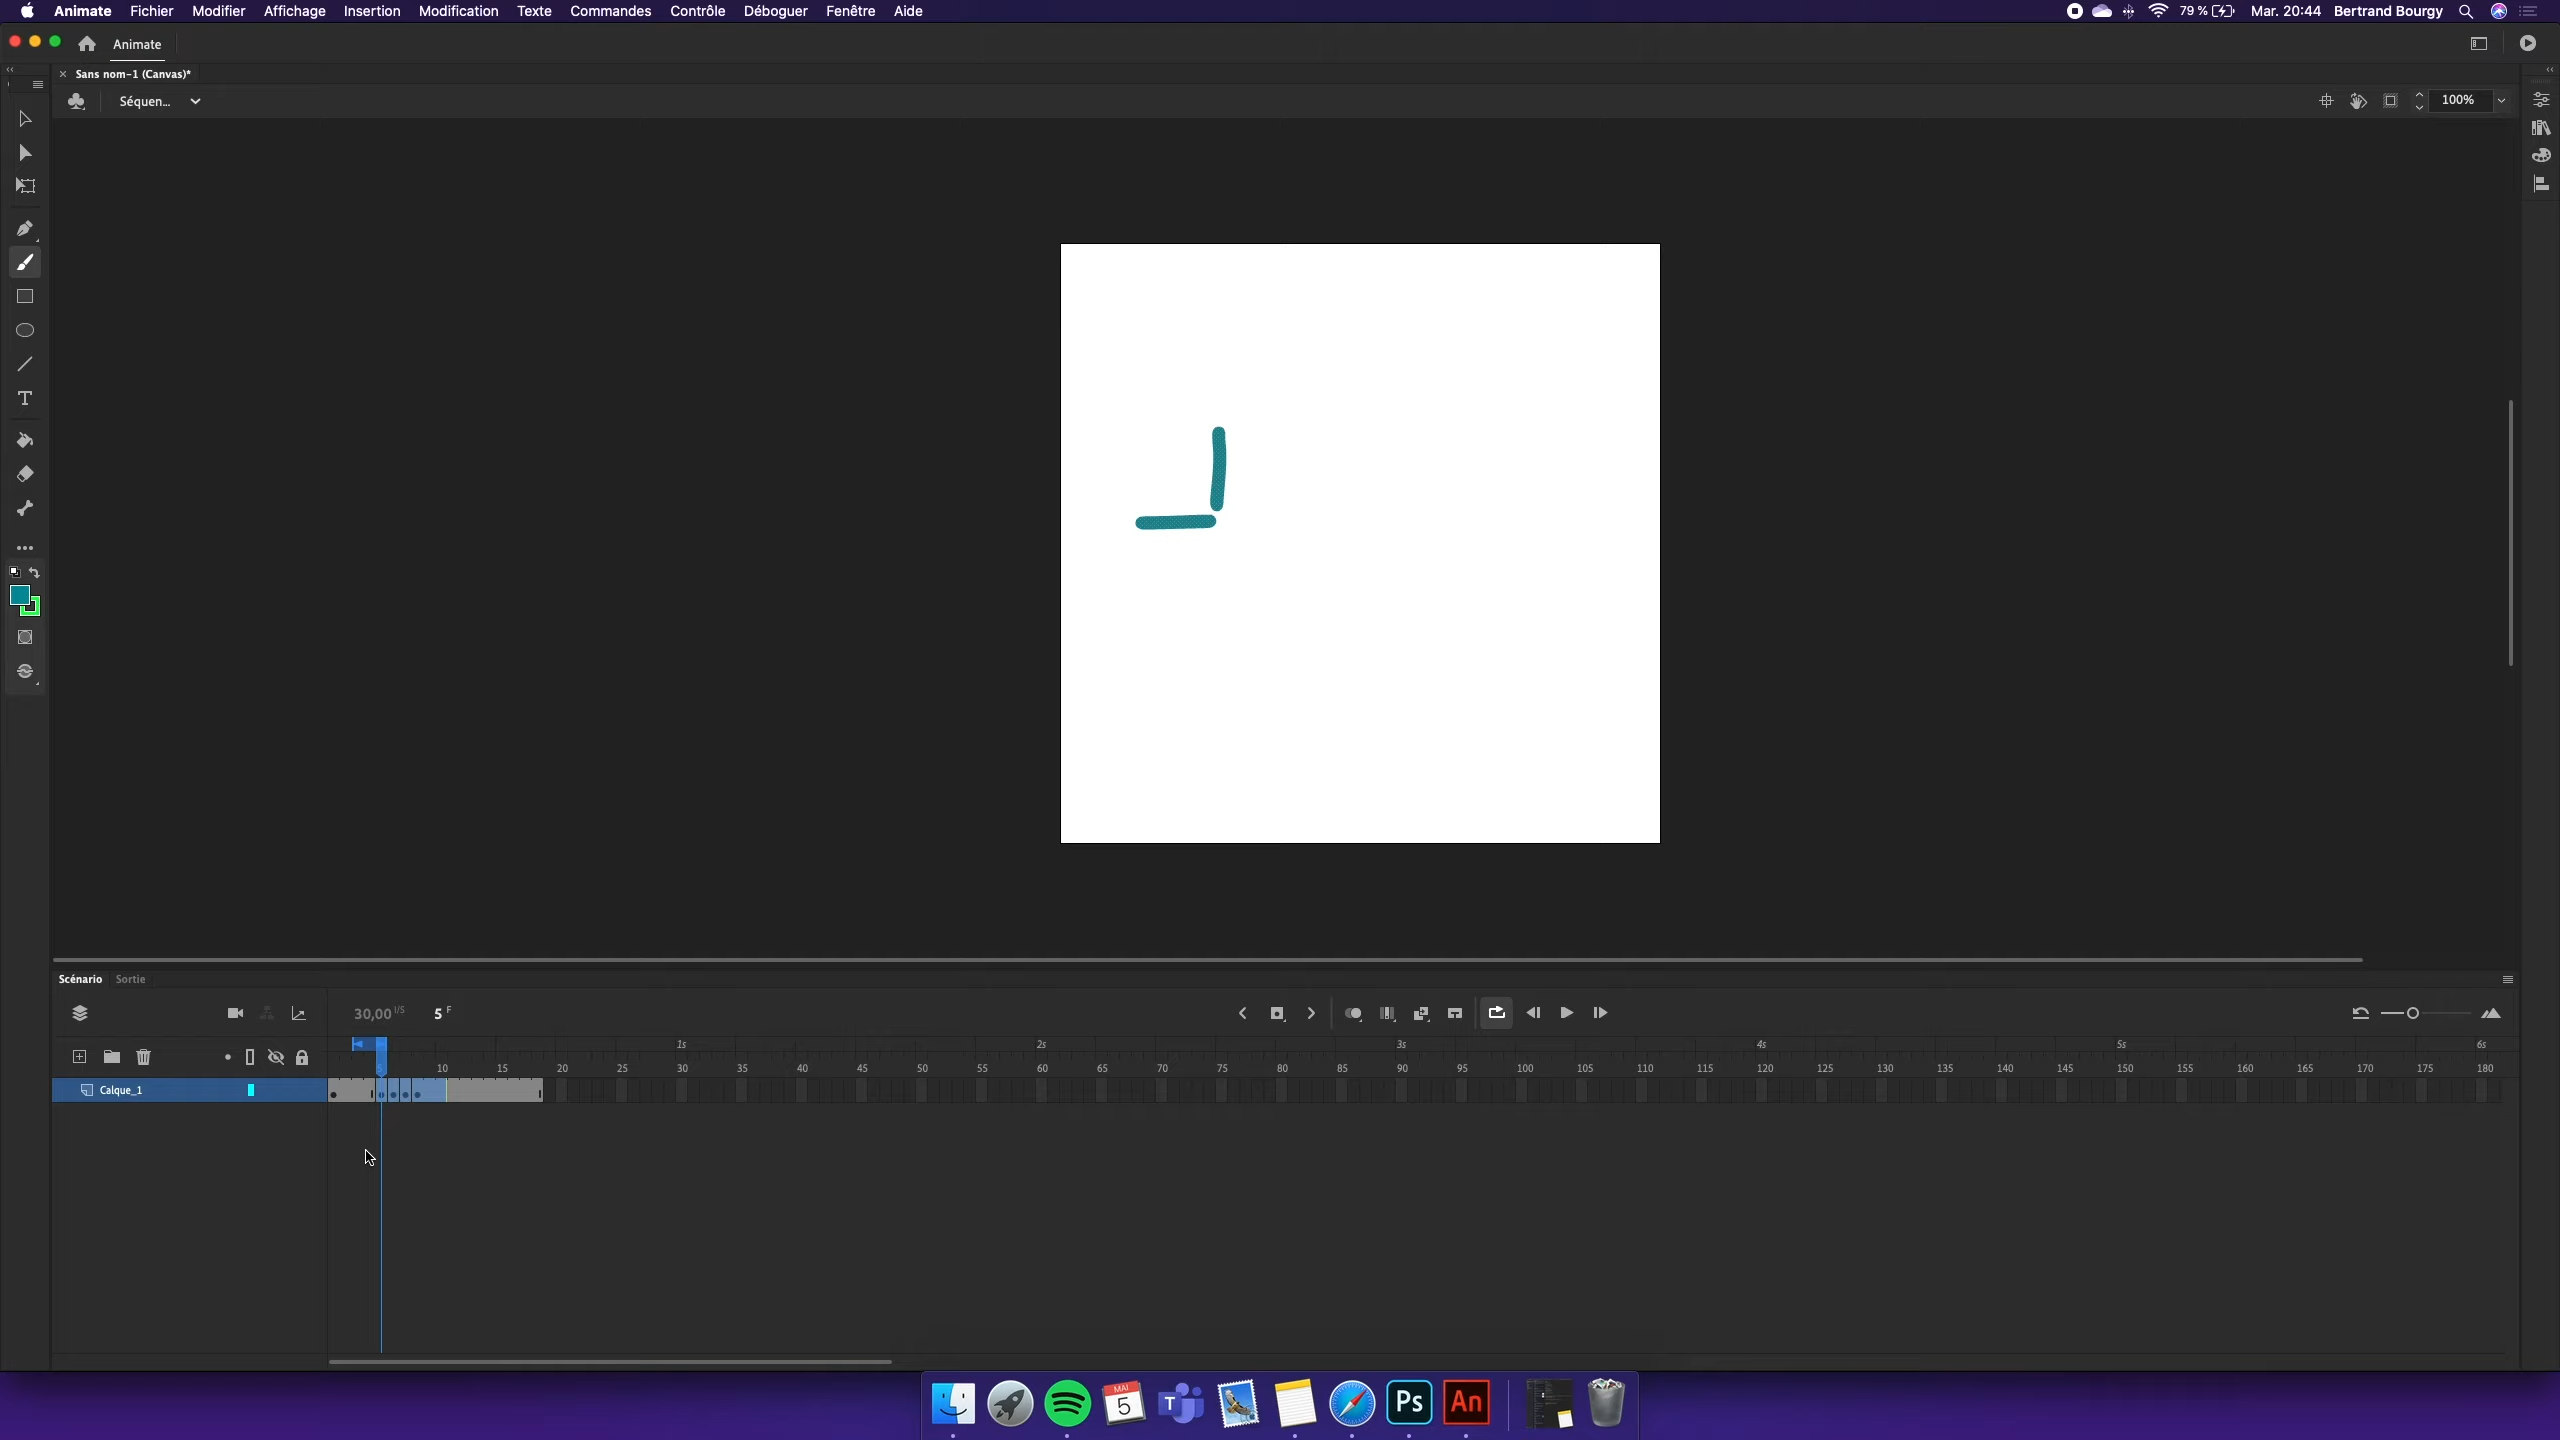 Animate Fichier Modifier Affichage Insertion Modification Texte Commandes Contrôle Déboguer Fenêtre Aide 79 % Mar. 20:44 Bertrand Bourgy
Animate
Sans nom-1 (Canvas)*
Séquen... 100%
T
Scénario Sortie
30,00 I/S 5 F
1s 2s 3s 4s 5s 6s
5 10 15 20 25 30 35 40 45 50 55 60 65 70 75 80 85 90 95 100 105 110 115 120 125 130 135 140 145 150 155 160 165 170 175 180
Calque_1
MAI
5
T
Ps
An